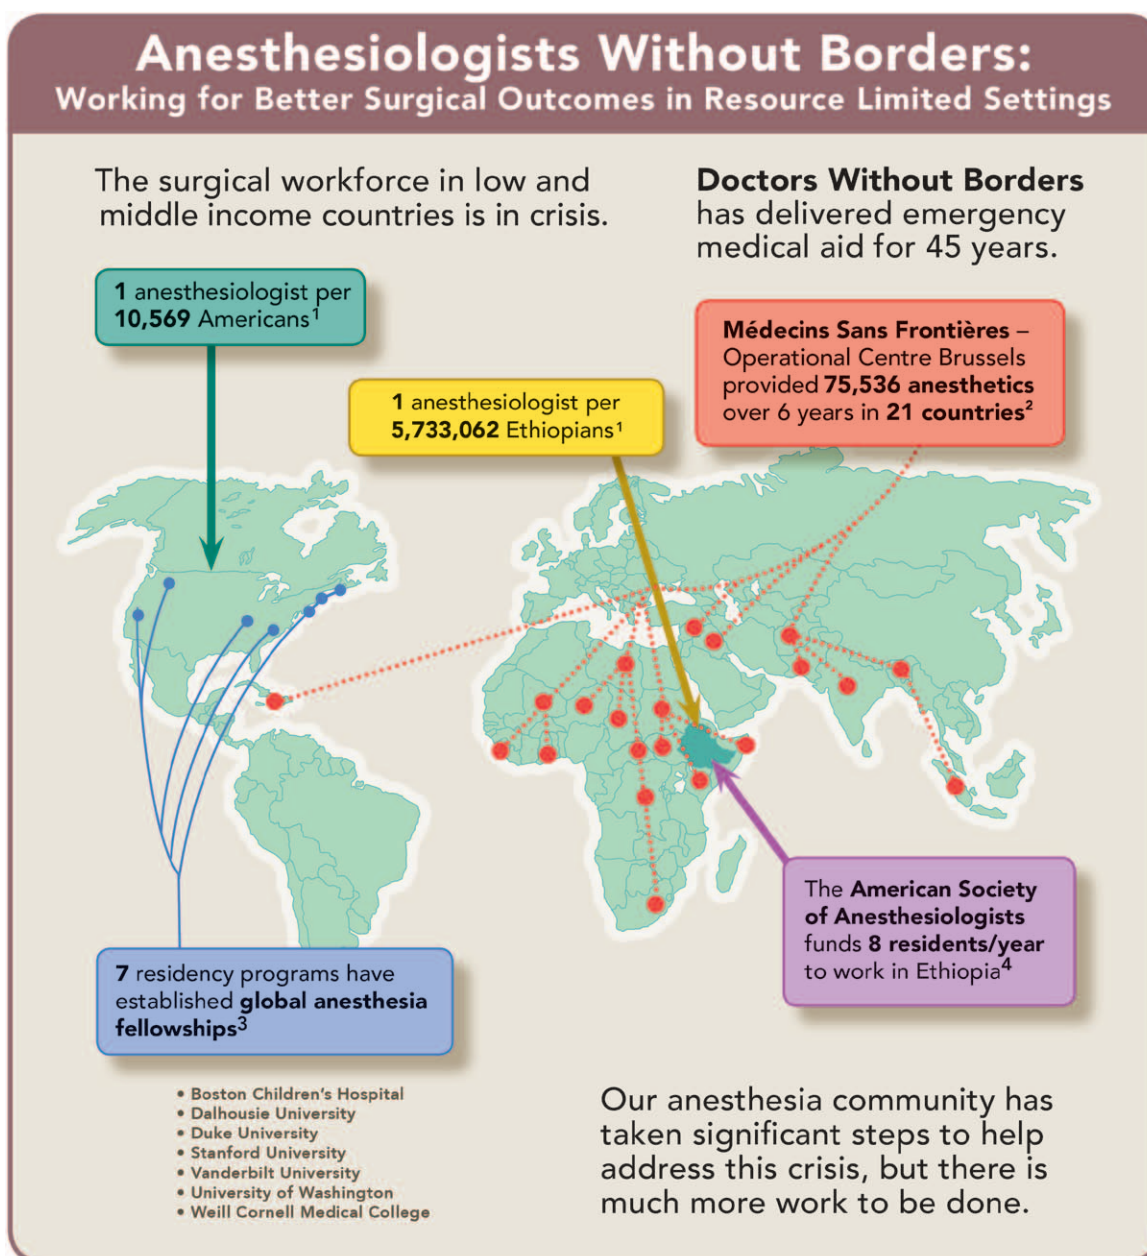 Anesthesiologists Without Borders:
Working for Better Surgical Outcomes in Resource Limited Settings
The surgical workforce in low and
middle income countries is in crisis.
Doctors Without Borders
has delivered emergency
medical aid for 45 years.
1 anesthesiologist per
10,569 Americans¹
1 anesthesiologist per
5,733,062 Ethiopians¹
Médecins Sans Frontières –
Operational Centre Brussels
provided 75,536 anesthetics
over 6 years in 21 countries²
The American Society
of Anesthesiologists
funds 8 residents/year
to work in Ethiopia⁴
7 residency programs have
established global anesthesia
fellowships³
• Boston Children's Hospital
• Dalhousie University
• Duke University
• Stanford University
• Vanderbilt University
• University of Washington
• Weill Cornell Medical College
Our anesthesia community has
taken significant steps to help
address this crisis, but there is
much more work to be done.